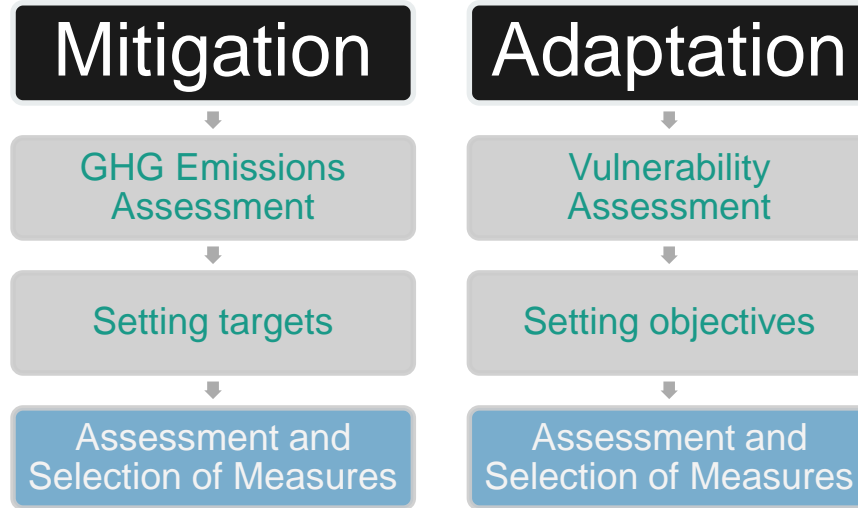 Mitigation
GHG Emissions
Assessment
Setting targets
Assessment and
Selection of Measures
Adaptation
Vulnerability
Assessment
Setting objectives
Assessment and
Selection of Measures